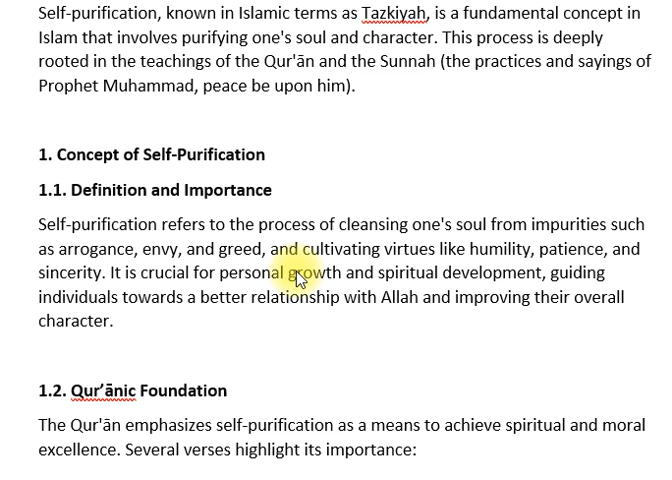 Self-purification, known in Islamic terms as Tazkiyah, is a fundamental concept in
Islam that involves purifying one's soul and character. This process is deeply
rooted in the teachings of the Qur'ān and the Sunnah (the practices and sayings of
Prophet Muhammad, peace be upon him).
1. Concept of Self-Purification
1.1. Definition and Importance
Self-purification refers to the process of cleansing one's soul from impurities such
as arrogance, envy, and greed, and cultivating virtues like humility, patience, and
sincerity. It is crucial for personal growth and spiritual development, guiding
individuals towards a better relationship with Allah and improving their overall
character.
1.2. Qur’ānic Foundation
The Qur'ān emphasizes self-purification as a means to achieve spiritual and moral
excellence. Several verses highlight its importance: